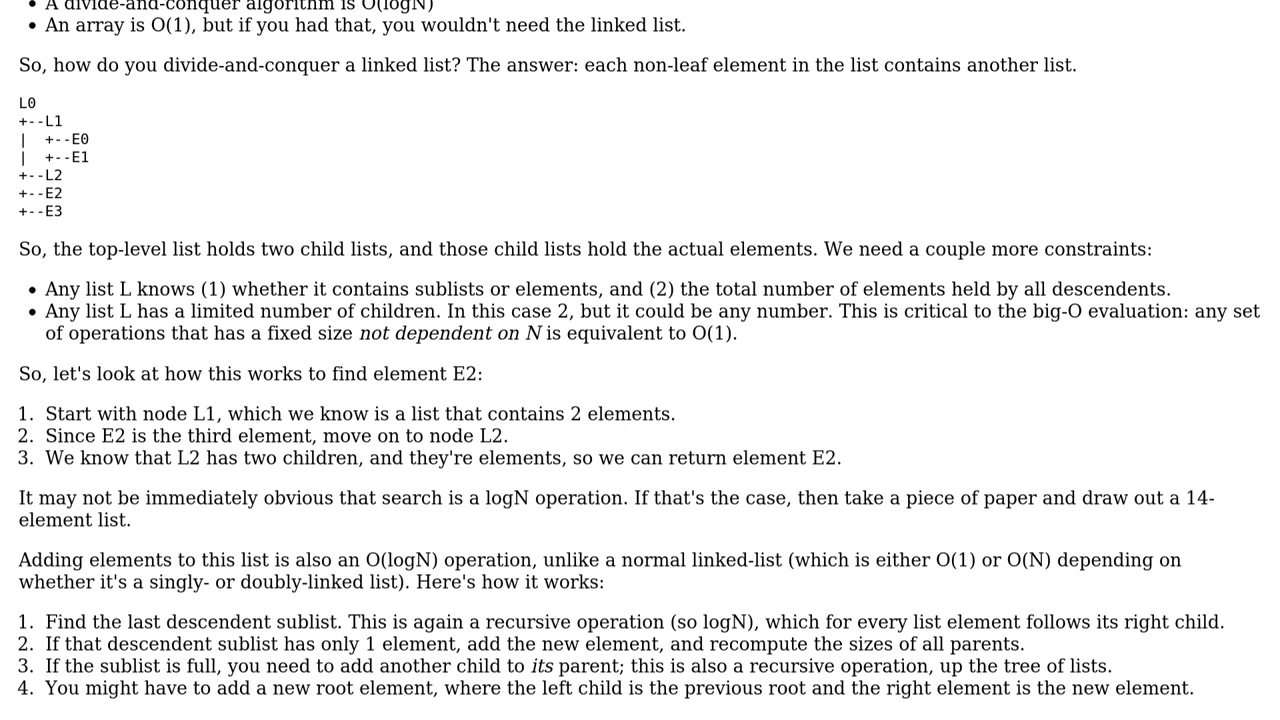 • A divide-and-conquer algorithm is O(logN)
• An array is O(1), but if you had that, you wouldn't need the linked list.
So, how do you divide-and-conquer a linked list? The answer: each non-leaf element in the list contains another list.
L0
+--L1
|  +--E0
|  +--E1
+--L2
+--E2
+--E3
So, the top-level list holds two child lists, and those child lists hold the actual elements. We need a couple more constraints:
• Any list L knows (1) whether it contains sublists or elements, and (2) the total number of elements held by all descendents.
• Any list L has a limited number of children. In this case 2, but it could be any number. This is critical to the big-O evaluation: any set
of operations that has a fixed size not dependent on N is equivalent to O(1).
So, let's look at how this works to find element E2:
1. Start with node L1, which we know is a list that contains 2 elements.
2. Since E2 is the third element, move on to node L2.
3. We know that L2 has two children, and they're elements, so we can return element E2.
It may not be immediately obvious that search is a logN operation. If that's the case, then take a piece of paper and draw out a 14-
element list.
Adding elements to this list is also an O(logN) operation, unlike a normal linked-list (which is either O(1) or O(N) depending on
whether it's a singly- or doubly-linked list). Here's how it works:
1. Find the last descendent sublist. This is again a recursive operation (so logN), which for every list element follows its right child.
2. If that descendent sublist has only 1 element, add the new element, and recompute the sizes of all parents.
3. If the sublist is full, you need to add another child to its parent; this is also a recursive operation, up the tree of lists.
4. You might have to add a new root element, where the left child is the previous root and the right element is the new element.